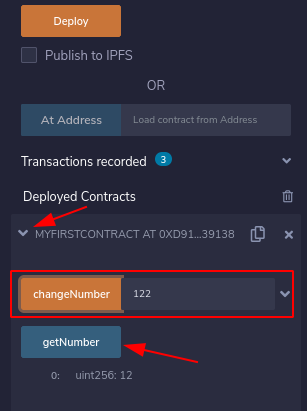 Deploy
Publish to IPFS
OR
At Address Load contract from Address
Transactions recorded 3
Deployed Contracts
MYFIRSTCONTRACT AT 0XD91...39138
changeNumber 122
getNumber
0: uint256: 12